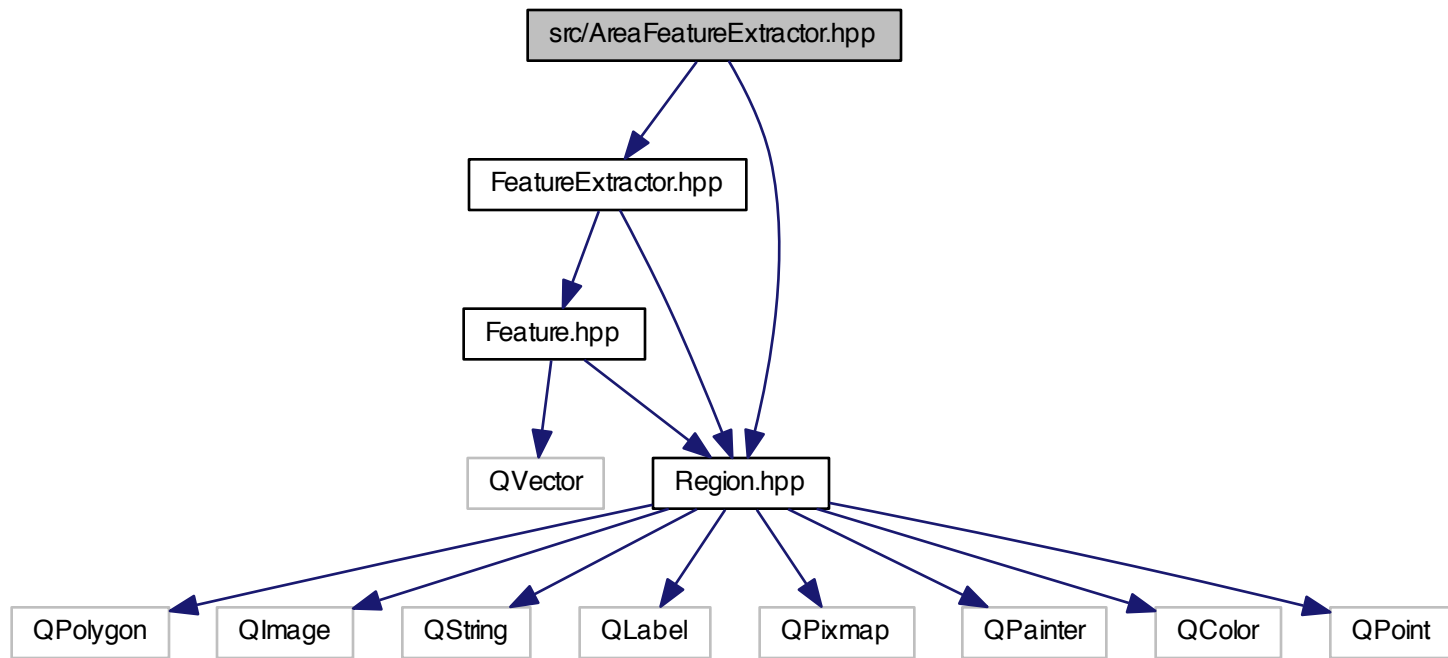 src/AreaFeatureExtractor.hpp
FeatureExtractor.hpp
Feature.hpp
QVector
Region.hpp
QPolygon
QImage
QString
QLabel
QPixmap
QPainter
QColor
QPoint